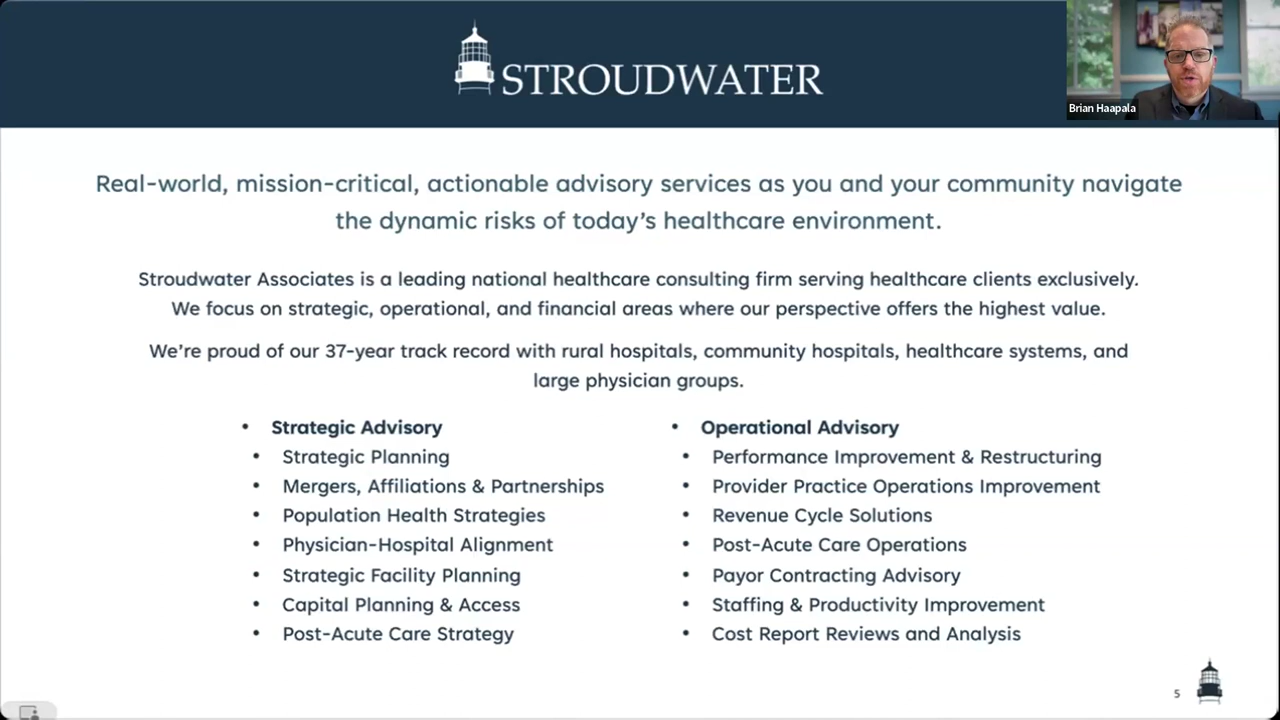 STROUDWATER
Brian Haapala
Real-world, mission-critical, actionable advisory services as you and your community navigate
the dynamic risks of today's healthcare environment.
Stroudwater Associates is a leading national healthcare consulting firm serving healthcare clients exclusively.
We focus on strategic, operational, and financial areas where our perspective offers the highest value.
We're proud of our 37-year track record with rural hospitals, community hospitals, healthcare systems, and
large physician groups.
• Strategic Advisory
• Strategic Planning
• Mergers, Affiliations & Partnerships
• Population Health Strategies
• Physician-Hospital Alignment
• Strategic Facility Planning
• Capital Planning & Access
• Post-Acute Care Strategy
• Operational Advisory
• Performance Improvement & Restructuring
• Provider Practice Operations Improvement
• Revenue Cycle Solutions
• Post-Acute Care Operations
• Payor Contracting Advisory
• Staffing & Productivity Improvement
• Cost Report Reviews and Analysis
5